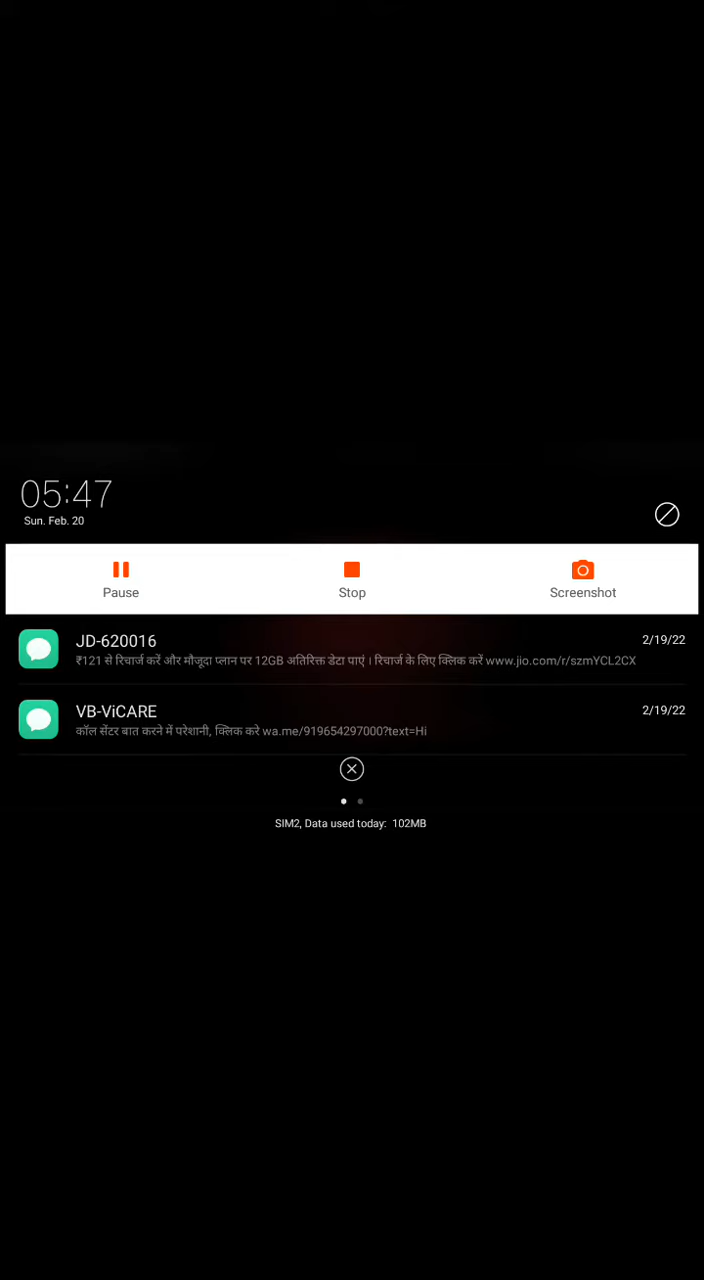 05:47
Sun. Feb. 20
Pause Stop Screenshot
JD-620016 2/19/22
₹121 से रिचार्ज करें और मौजूदा प्लान पर 12GB अतिरिक्त डेटा पाएं । रिचार्ज के लिए क्लिक करें www.jio.com/r/szmYCL2CX
VB-ViCARE 2/19/22
कॉल सेंटर बात करने में परेशानी, क्लिक करे wa.me/919654297000?text=Hi
SIM2, Data used today: 102MB